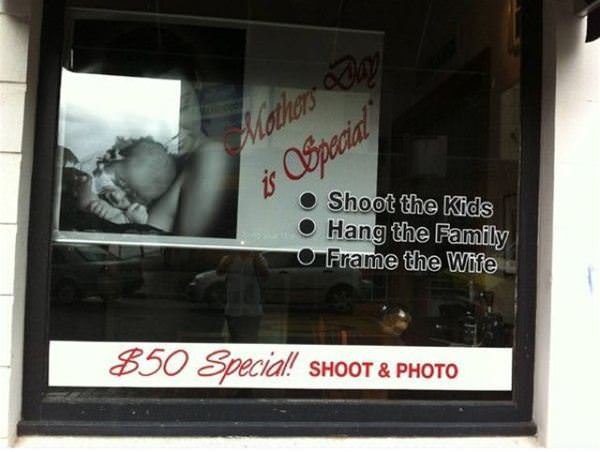 Mothers Day
is Special
Shoot the Kids
Hang the Family
Frame the Wife
$50 Special! SHOOT & PHOTO